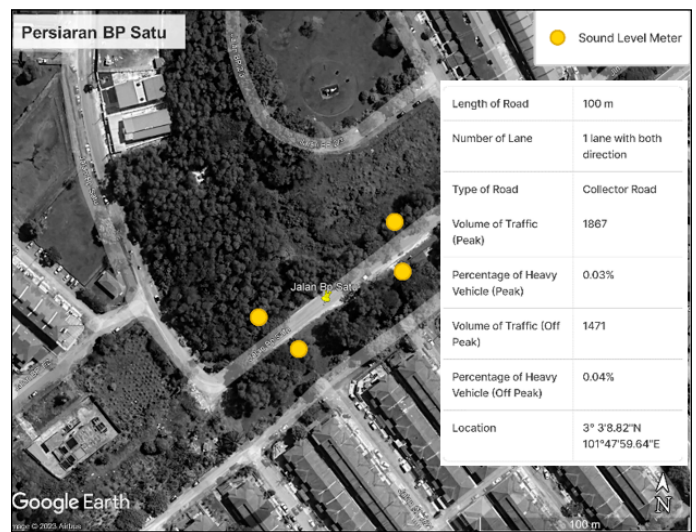 Persiaran BP Satu
Sound Level Meter
Length of Road
100 m
Number of Lane
1 lane with both
direction
Type of Road
Collector Road
Volume of Traffic
(Peak)
1867
Percentage of Heavy
Vehicle (Peak)
0.03%
Volume of Traffic (Off
Peak)
1471
Percentage of Heavy
Vehicle (Off Peak)
0.04%
Location
3° 3'8.82"N
101°47'59.64"E
Jalan Bp Satu
Google Earth
Image © 2023 Airbus
100 m
N